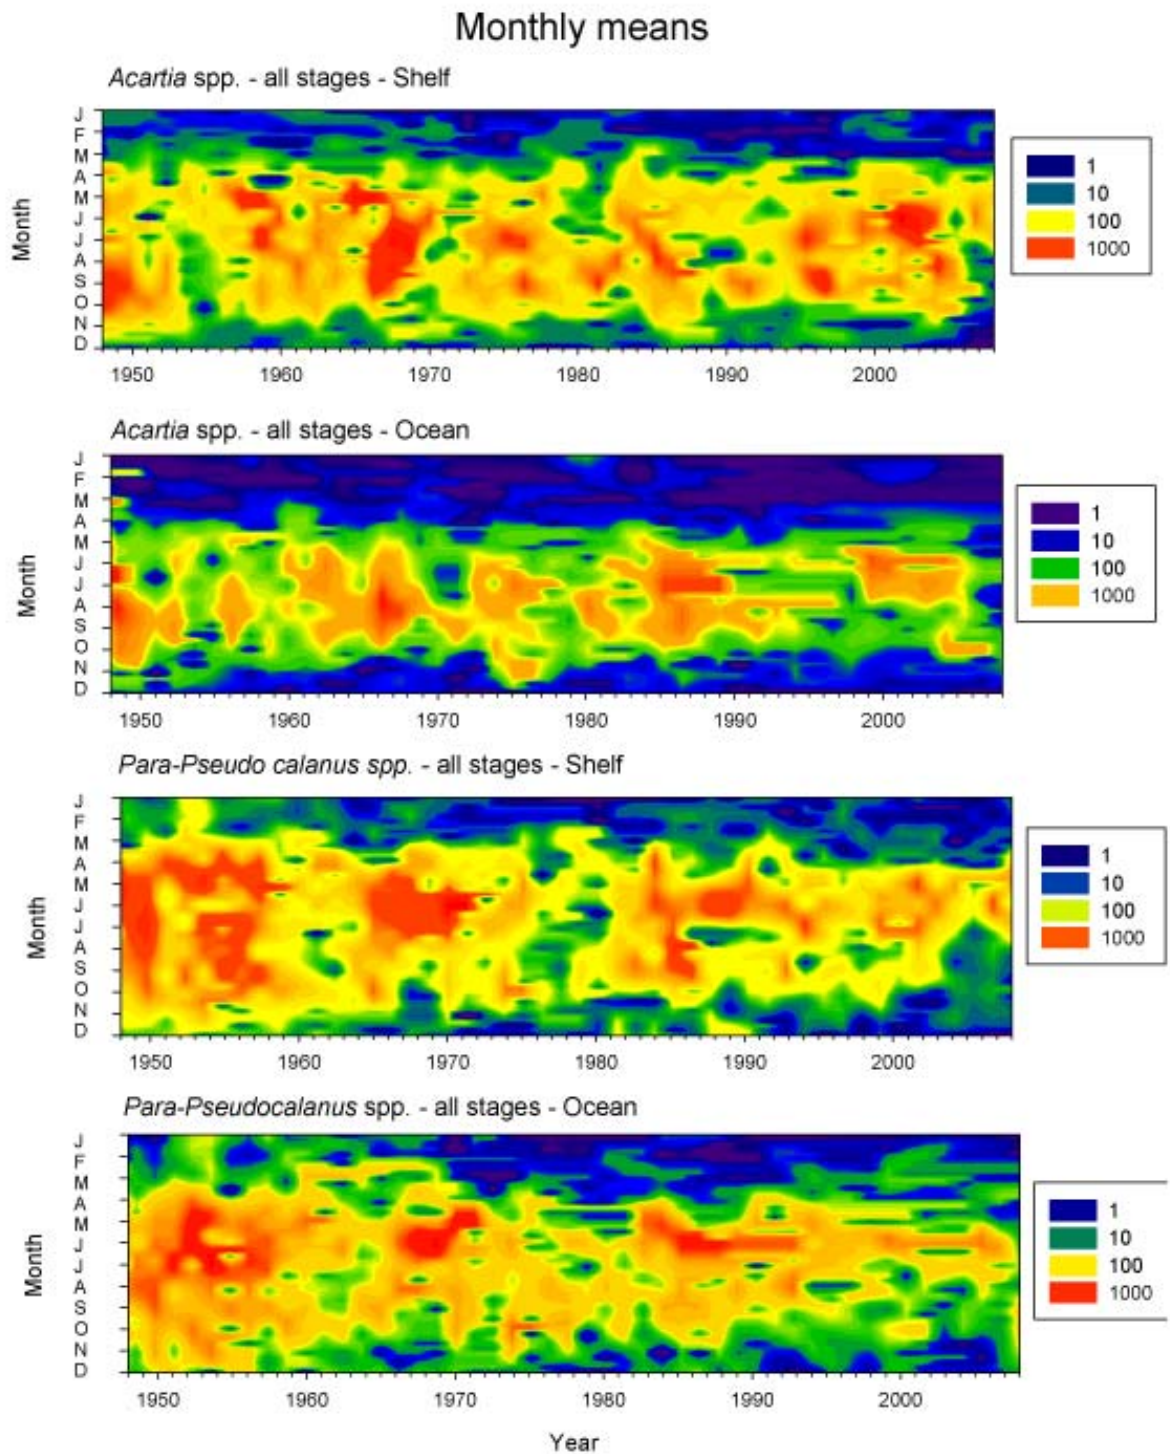 Monthly means
Acartia spp. - all stages - Shelf
J
F
M
A
M
J
J
A
S
O
N
D
Month
1950 1960 1970 1980 1990 2000
1
10
100
1000
Acartia spp. - all stages - Ocean
J
F
M
A
M
J
J
A
S
O
N
D
Month
1950 1960 1970 1980 1990 2000
1
10
100
1000
Para-Pseudo calanus spp. - all stages - Shelf
J
F
M
A
M
J
J
A
S
O
N
D
Month
1950 1960 1970 1980 1990 2000
1
10
100
1000
Para-Pseudocalanus spp. - all stages - Ocean
J
F
M
A
M
J
J
A
S
O
N
D
Month
1950 1960 1970 1980 1990 2000
1
10
100
1000
Year